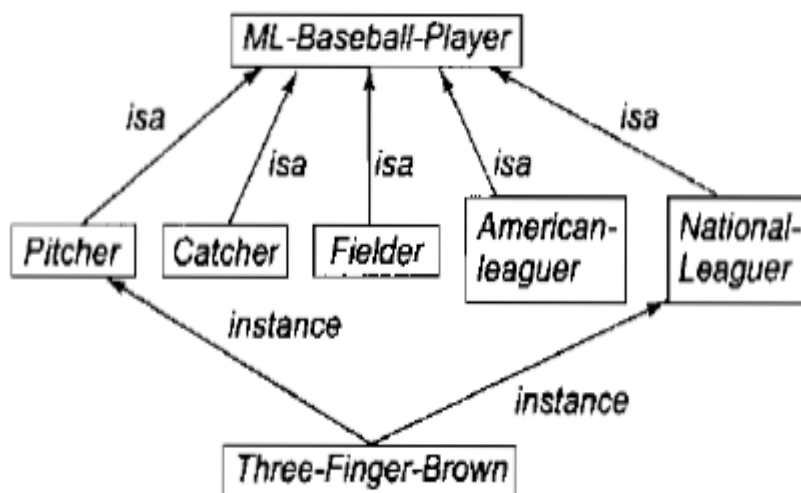 ML-Baseball-Player
isa
isa
isa
isa
isa
Pitcher
Catcher
Fielder
American-
leaguer
National-
Leaguer
instance
instance
Three-Finger-Brown